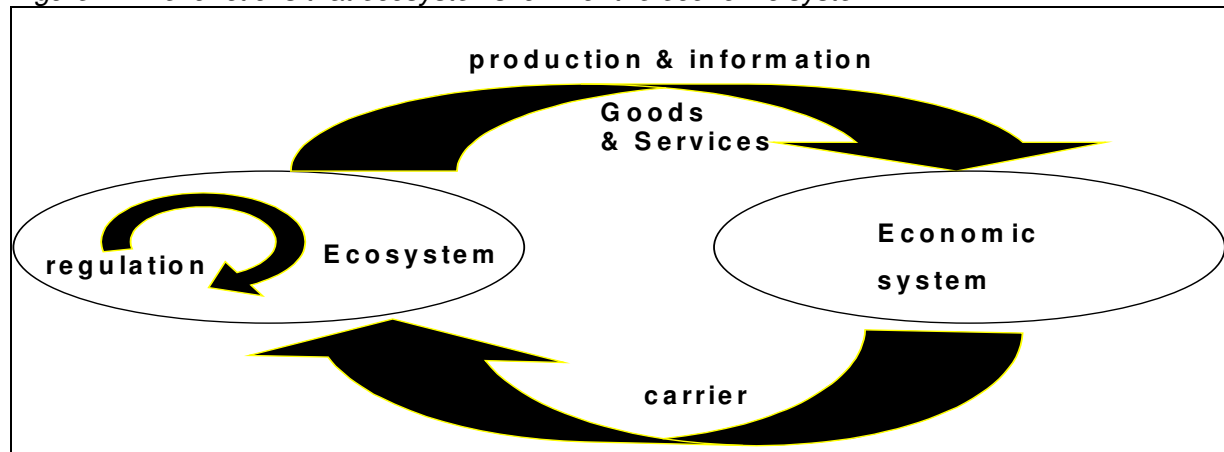 production & information
Goods
& Services
Economic
Ecosystem
regulation
system
carrier